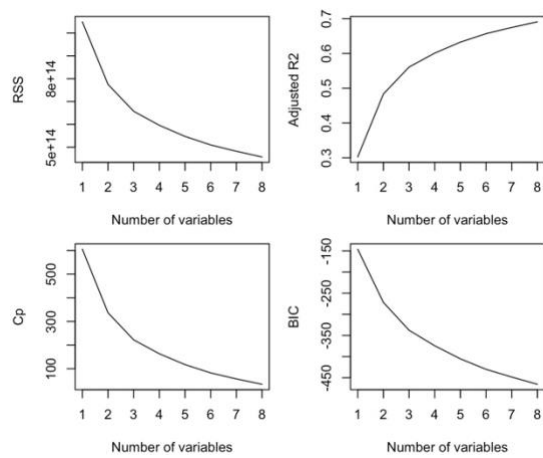 RSS
8e+14
5e+14
1 2 3 4 5 6 7 8
Number of variables
Adjusted R2
0.7
0.6
0.5
0.4
0.3
1 2 3 4 5 6 7 8
Number of variables
Cp
500
300
100
1 2 3 4 5 6 7 8
Number of variables
BIC
-150
-250
-350
-450
1 2 3 4 5 6 7 8
Number of variables